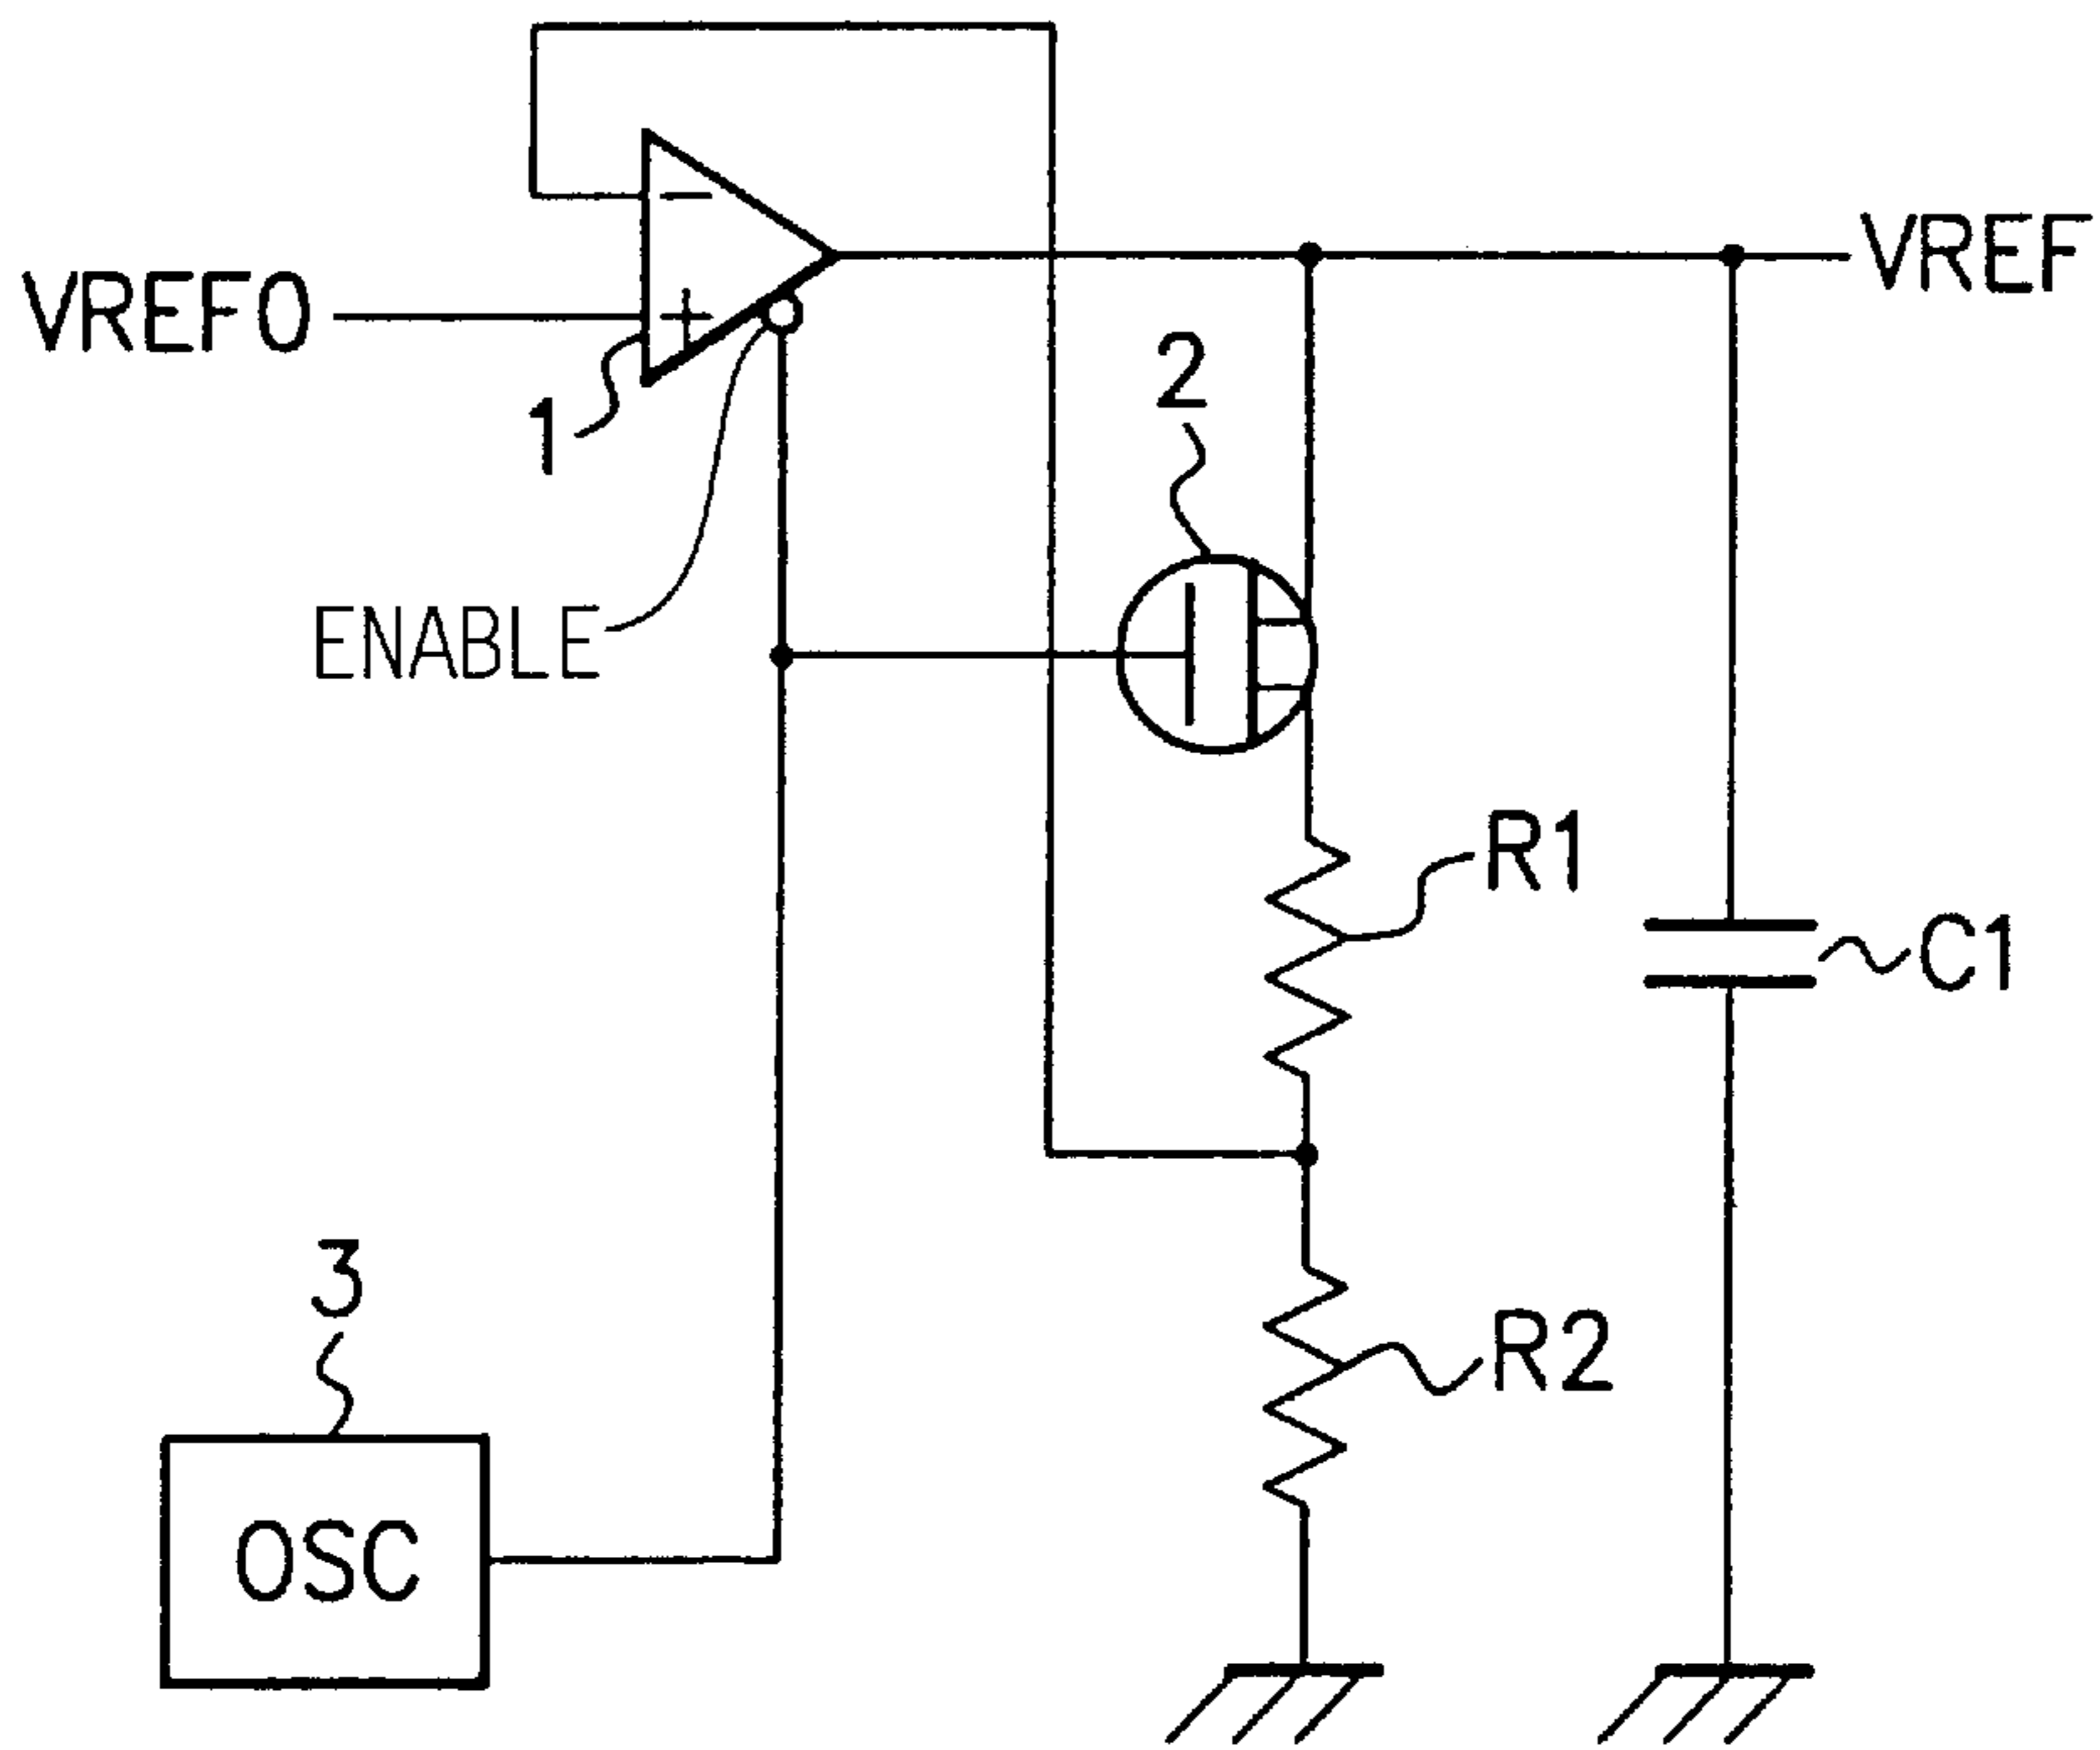 VREF
VREF0
2
1
ENABLE
R1
C1
3
R2
OSC